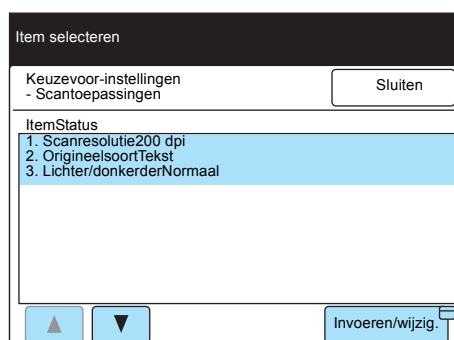 Item selecteren
Keuzevoor-instellingen
- Scantoepassingen
Sluiten
ItemStatus
1. Scanresolutie200 dpi
2. OrigineelsoortTekst
3. Lichter/donkerderNormaal
Invoeren/wijzig.